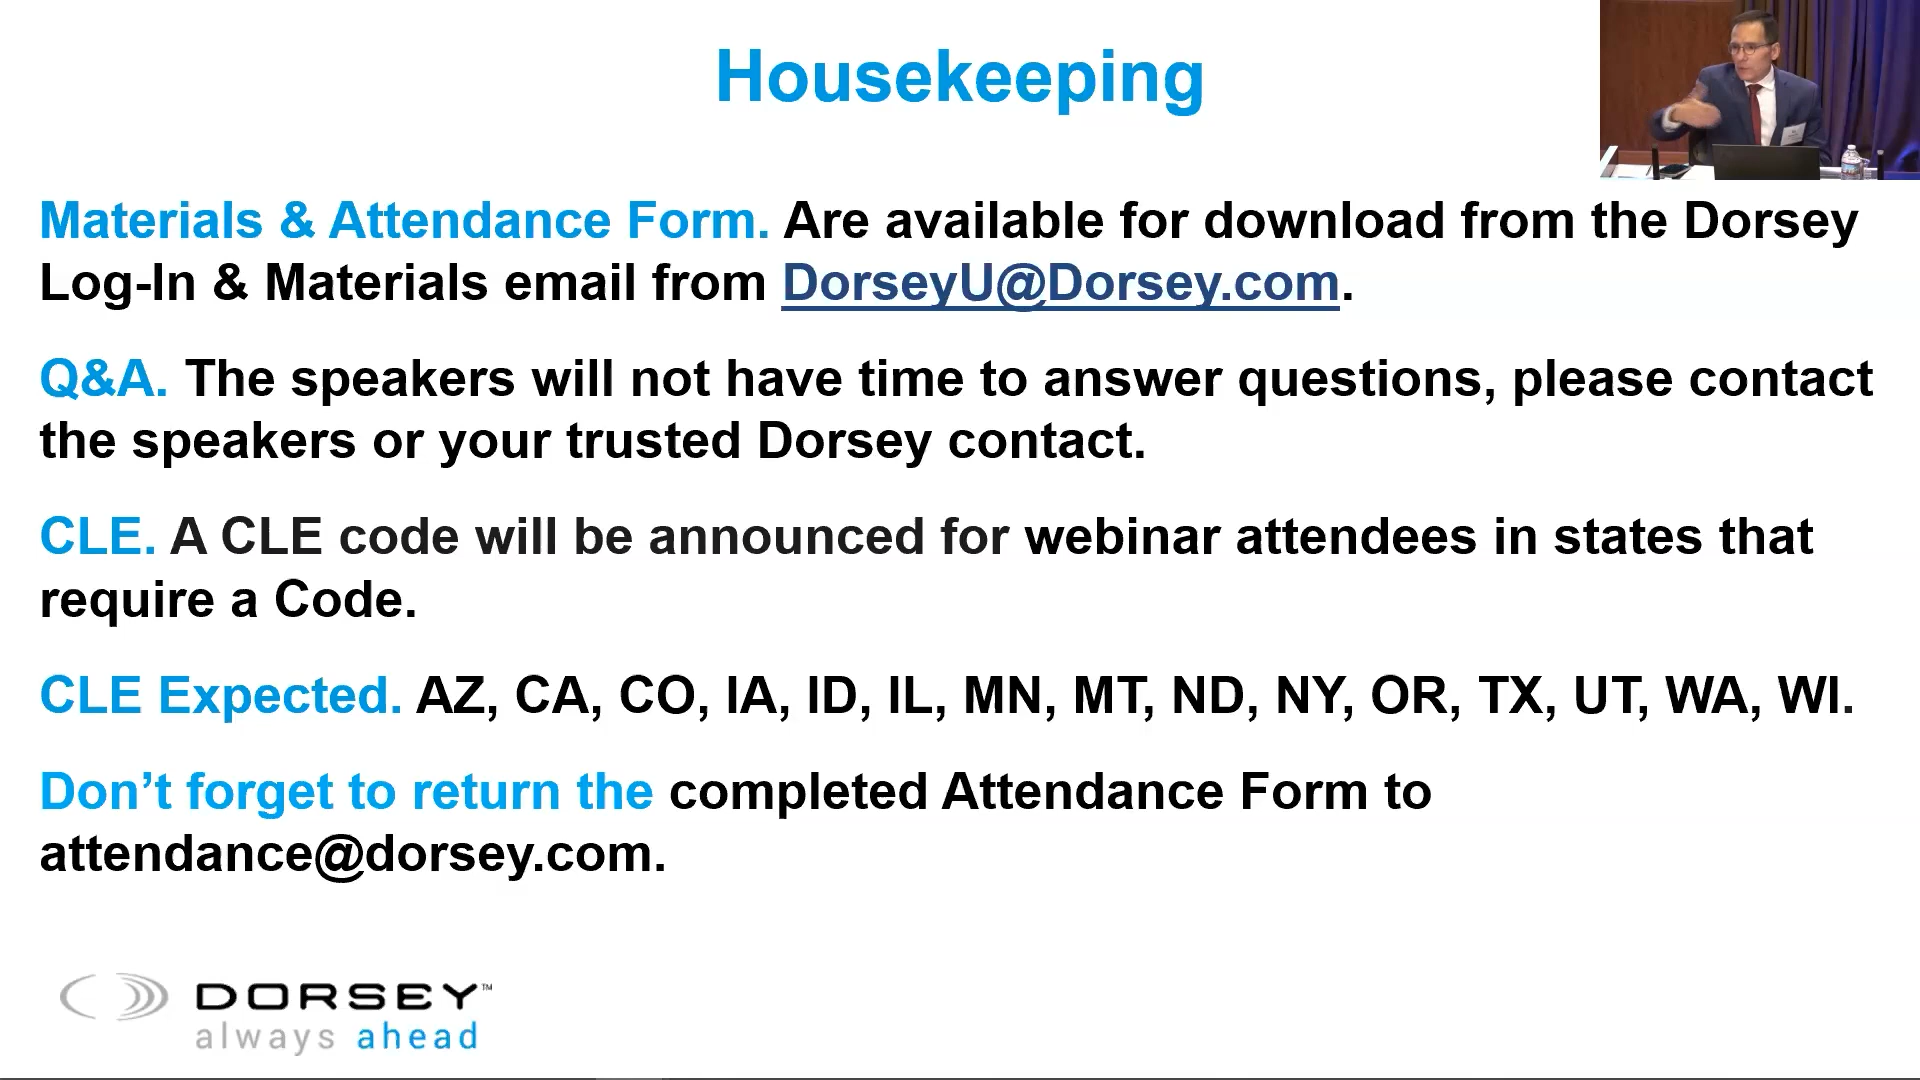 Housekeeping
Materials & Attendance Form. Are available for download from the Dorsey
Log-In & Materials email from DorseyU@Dorsey.com.
Q&A. The speakers will not have time to answer questions, please contact
the speakers or your trusted Dorsey contact.
CLE. A CLE code will be announced for webinar attendees in states that
require a Code.
CLE Expected. AZ, CA, CO, IA, ID, IL, MN, MT, ND, NY, OR, TX, UT, WA, WI.
Don’t forget to return the completed Attendance Form to
attendance@dorsey.com.
DORSEY™
always ahead